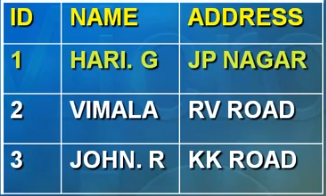 ID NAME ADDRESS
1 HARI. G JP NAGAR
2 VIMALA RV ROAD
3 JOHN. R KK ROAD